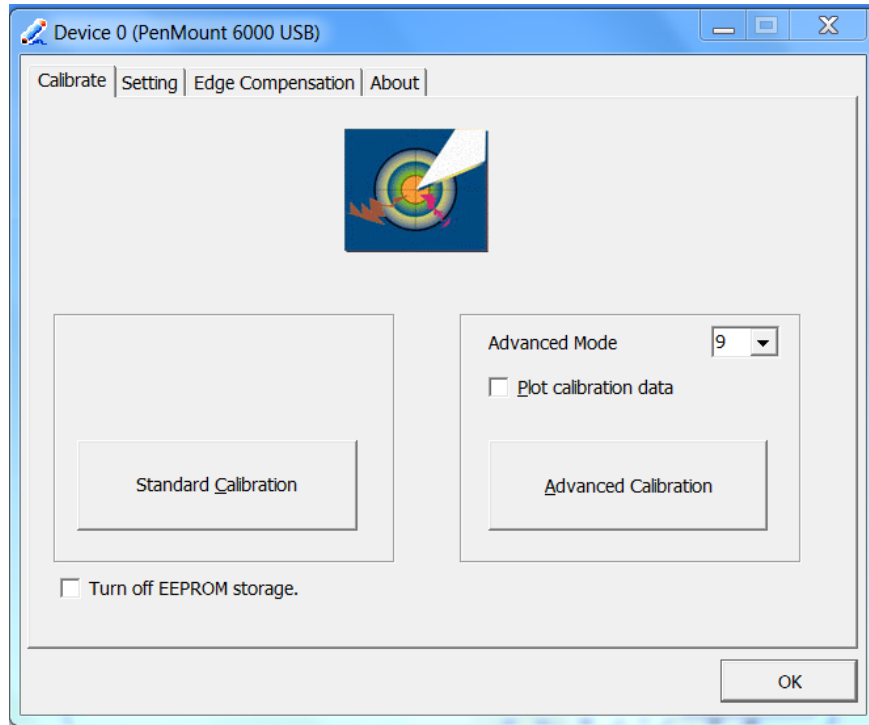 Device 0 (PenMount 6000 USB)
Calibrate Setting Edge Compensation About
Advanced Mode 9
Plot calibration data
Standard Calibration
Advanced Calibration
Turn off EEPROM storage.
OK